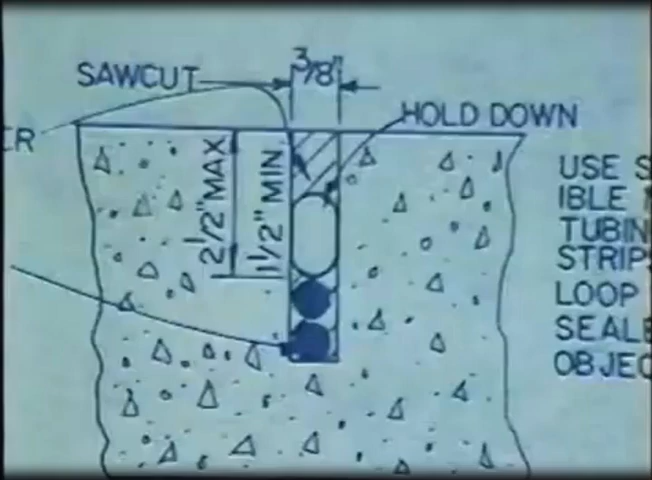 3/8"
SAWCUT
HOLD DOWN
ER
2 1/2" MAX.
1 1/2" MIN.
USE S
IBLE
TUBIN
STRIPS
LOOP
SEALE
OBJEC